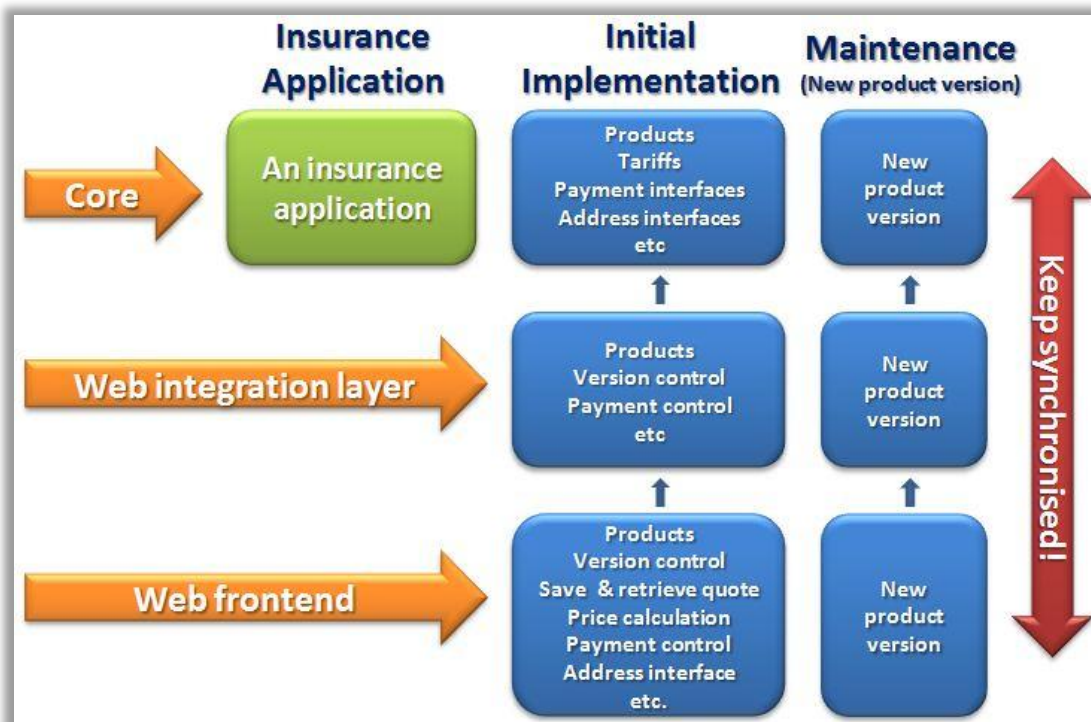 Insurance
Application
Initial
Implementation
Maintenance
(New product version)
Core
An insurance
application
Products
Tariffs
Payment interfaces
Address interfaces
etc
New
product
version
Keep synchronised!
Web integration layer
Products
Version control
Payment control
etc
New
product
version
Web frontend
Products
Version control
Save & retrieve quote
Price calculation
Payment control
Address interface
etc.
New
product
version